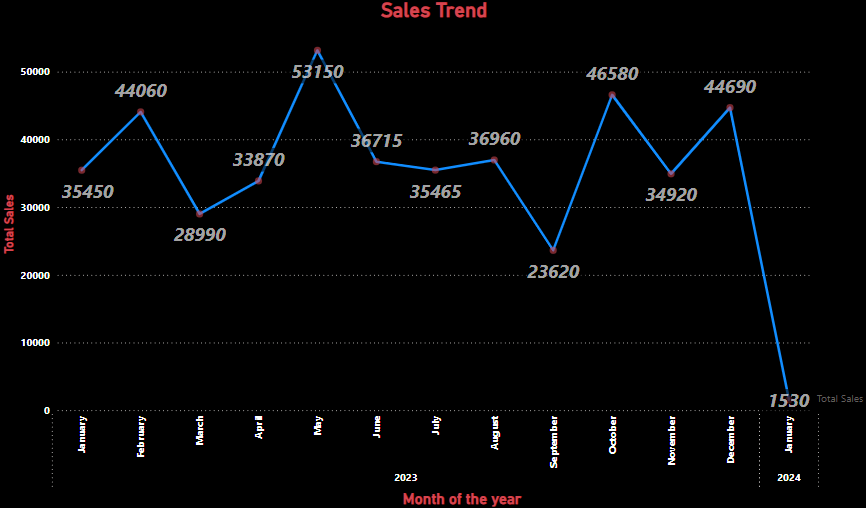 Sales Trend
53150
50000
46580
44690
44060
40000
36715
36960
33870
35450
35465
34920
30000
28990
23620
20000
10000
0
1530
Total Sales
Total Sales
January
February
March
April
May
June
July
August
September
October
November
December
January
2023
2024
Month of the year